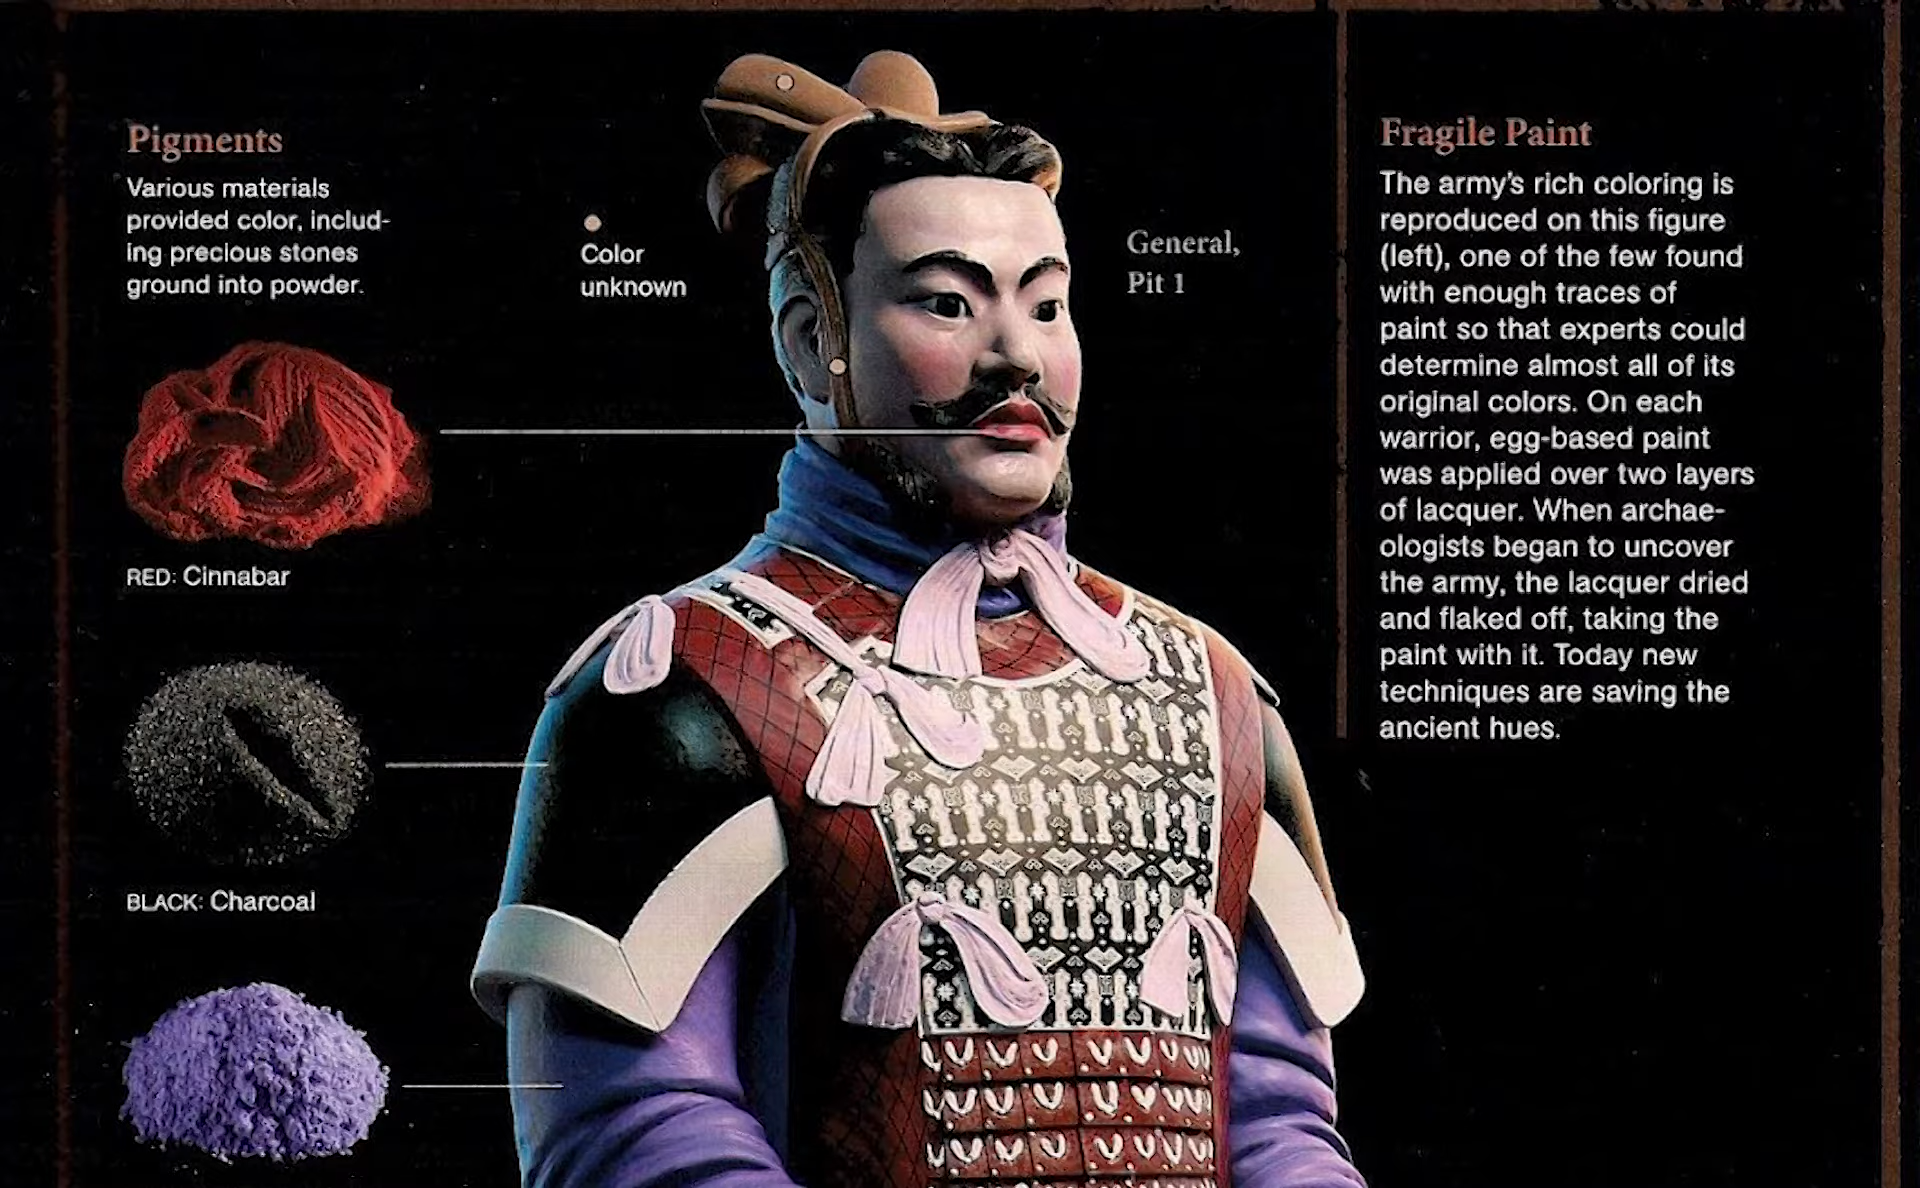 Pigments
Various materials
provided color, includ-
ing precious stones
ground into powder.
Color
unknown
General,
Pit 1
RED: Cinnabar
BLACK: Charcoal
Fragile Paint
The army's rich coloring is
reproduced on this figure
(left), one of the few found
with enough traces of
paint so that experts could
determine almost all of its
original colors. On each
warrior, egg-based paint
was applied over two layers
of lacquer. When archae-
ologists began to uncover
the army, the lacquer dried
and flaked off, taking the
paint with it. Today new
techniques are saving the
ancient hues.